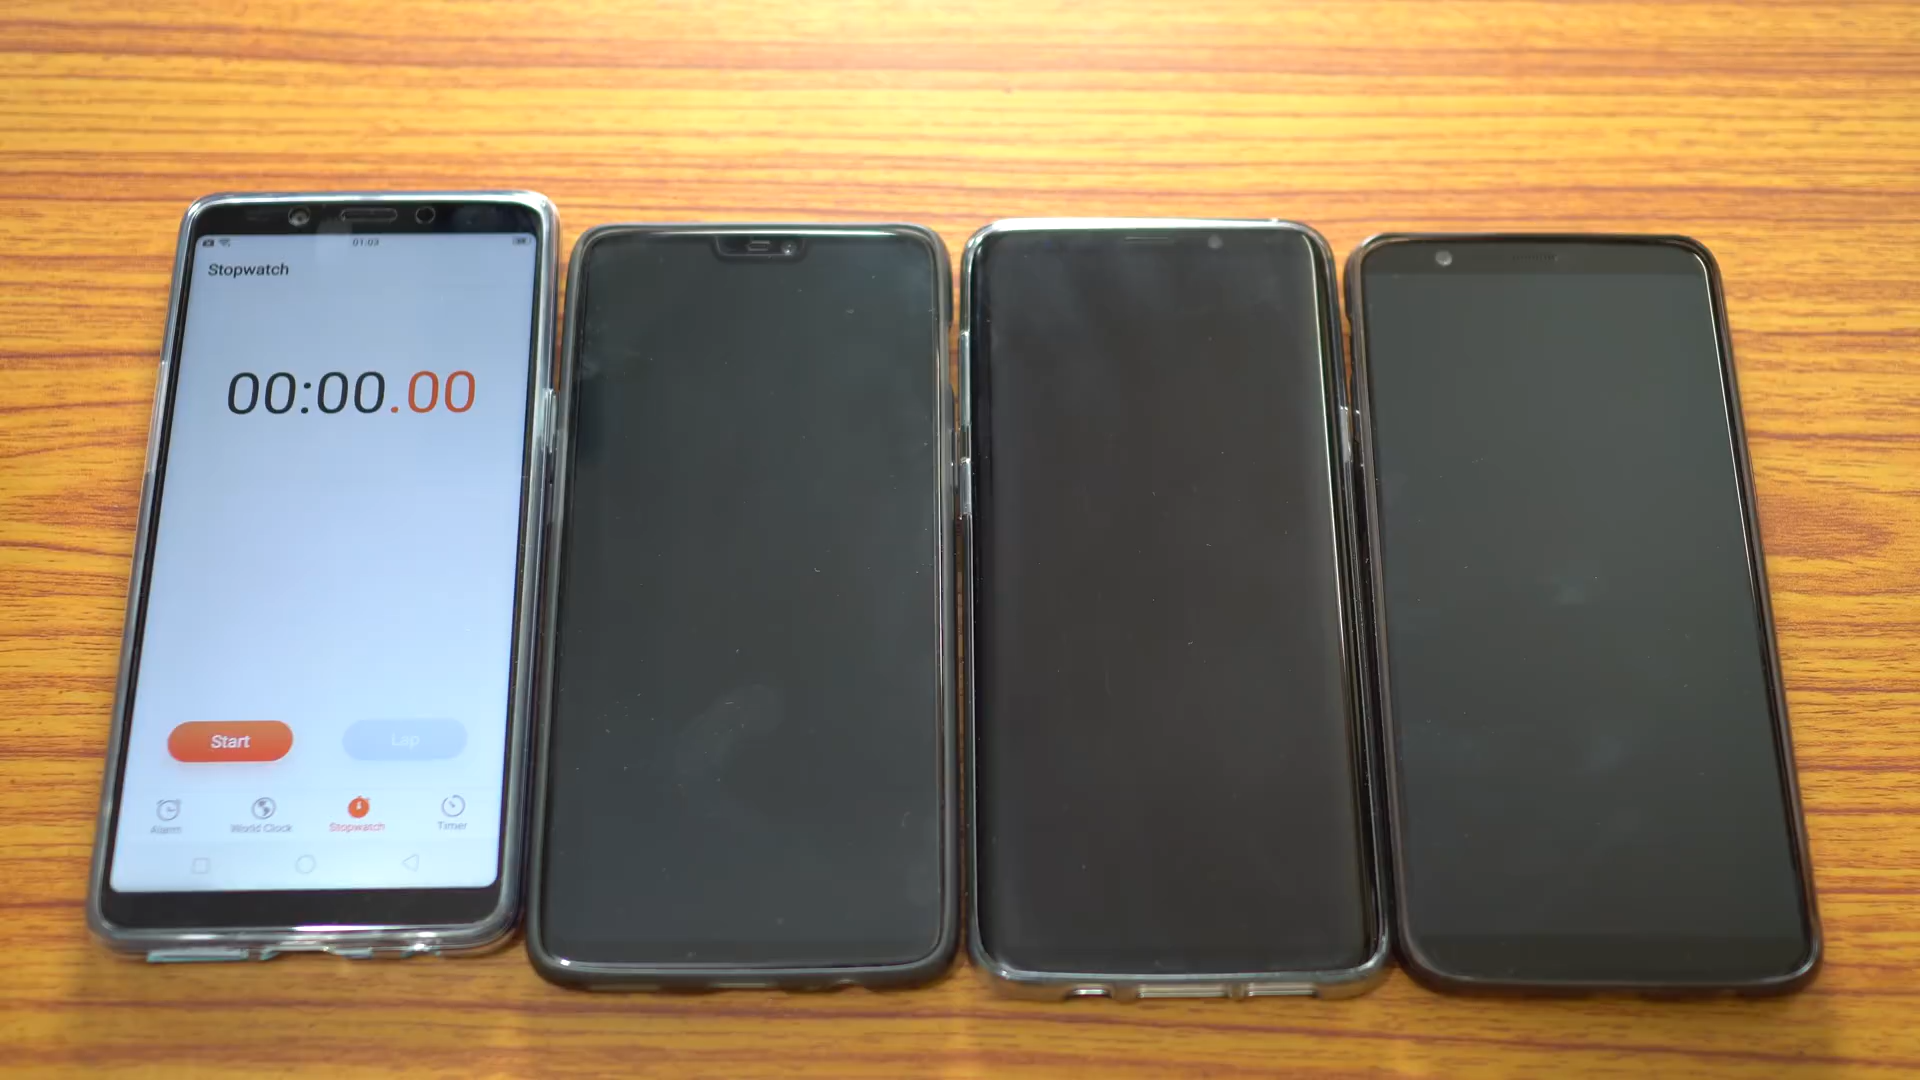 01:03
Stopwatch
00:00.00
Start
Lap
Alarm
World Clock
Stopwatch
Timer